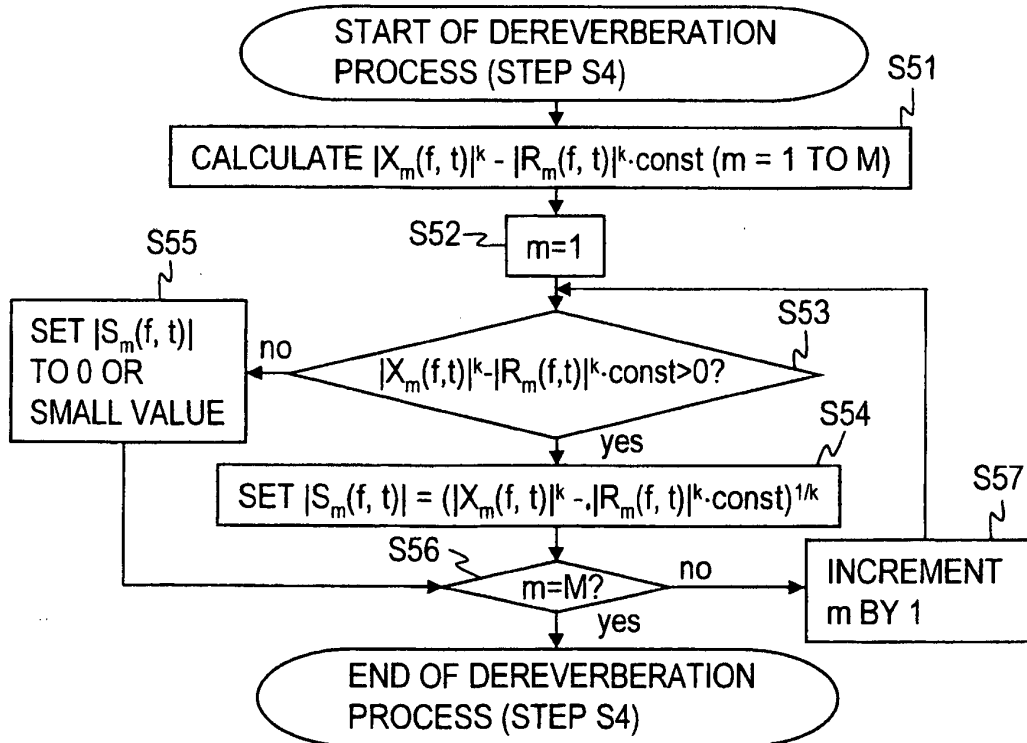 START OF DEREVERBERATION
PROCESS (STEP S4)
S51
CALCULATE |Xm(f, t)|^k - |Rm(f, t)|^k·const (m = 1 TO M)
S52
m=1
S55
SET |Sm(f, t)|
TO 0 OR
SMALL VALUE
no
S53
|Xm(f,t)|^k-|Rm(f,t)|^k·const>0?
yes
S54
SET |Sm(f, t)| = (|Xm(f, t)|^k -.|Rm(f, t)|^k·const)^1/k
S56
m=M?
no
yes
S57
INCREMENT
m BY 1
END OF DEREVERBERATION
PROCESS (STEP S4)